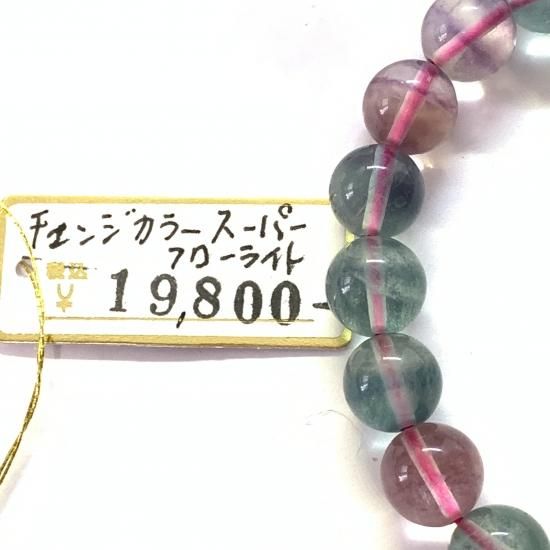 チェンジカラースーパー
フローライト
税込
¥ 19,800-